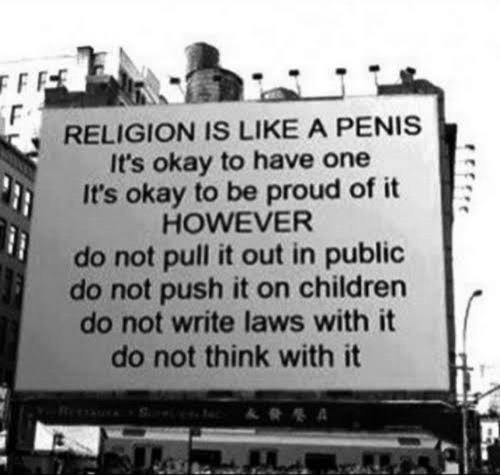 RELIGION IS LIKE A PENIS
It's okay to have one
It's okay to be proud of it
HOWEVER
do not pull it out in public
do not push it on children
do not write laws with it
do not think with it